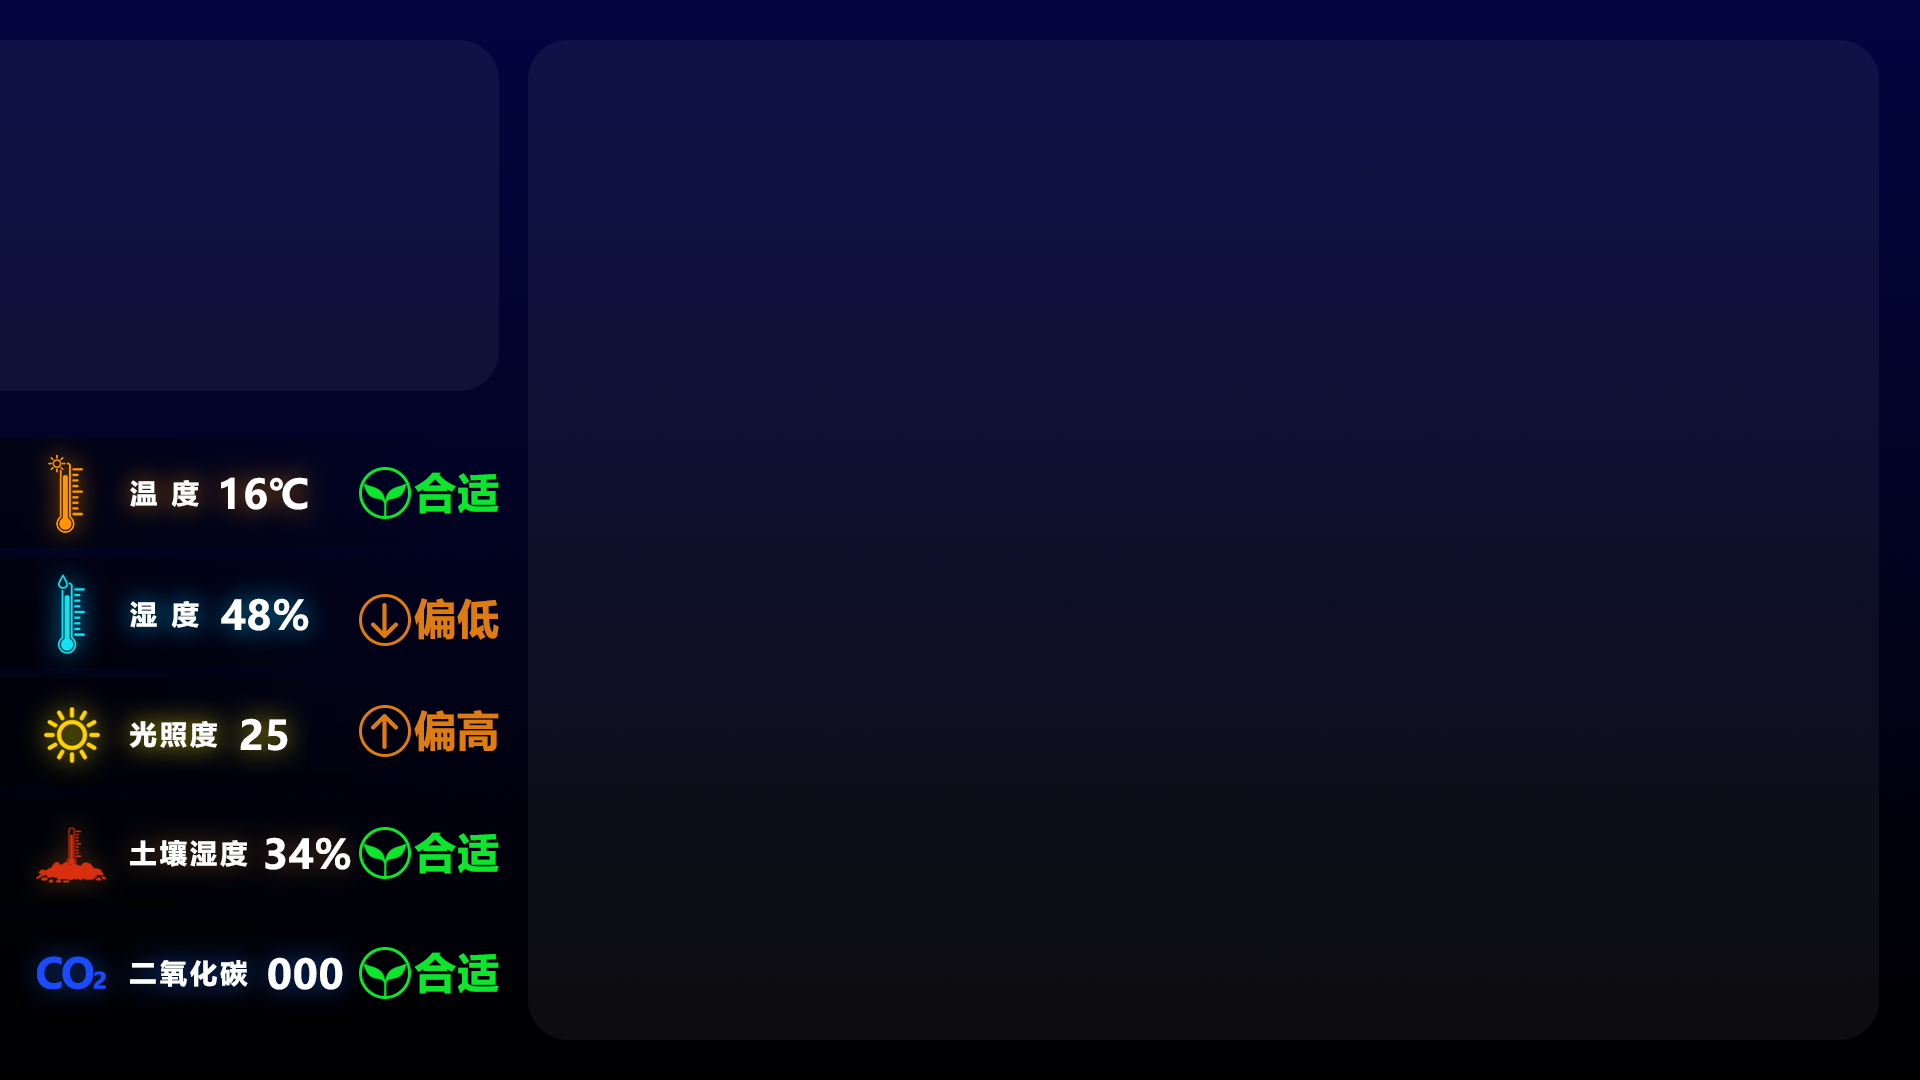 温 度 16℃ 合适
湿 度 48% 偏低
光照度 25 偏高
土壤湿度 34% 合适
CO₂ 二氧化碳 000 合适